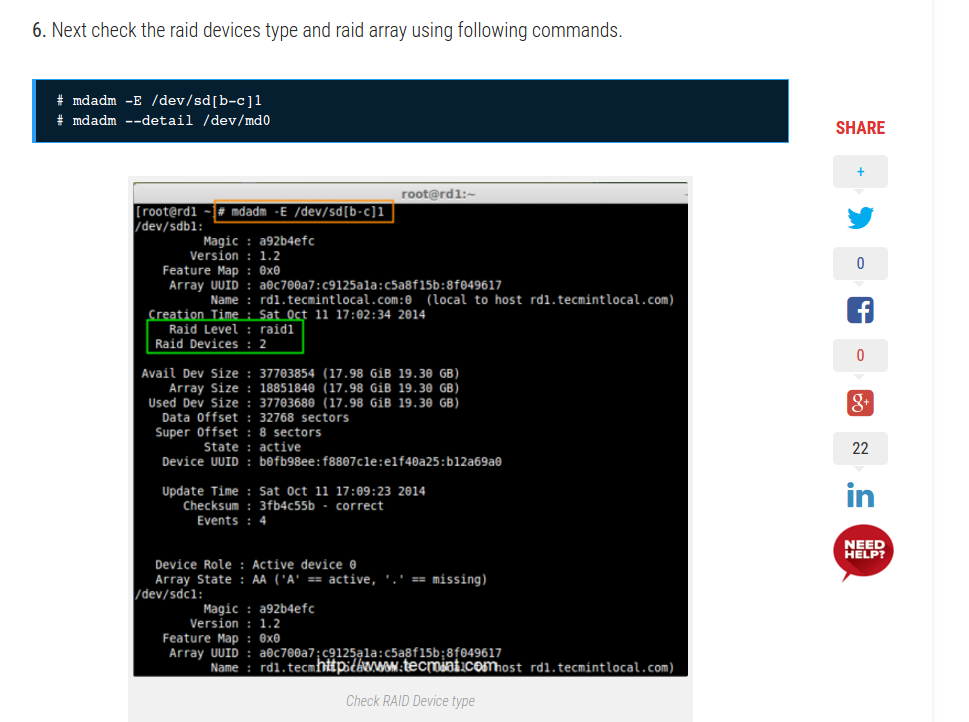 6. Next check the raid devices type and raid array using following commands.
# mdadm -E /dev/sd[b-c]1
# mdadm --detail /dev/md0
SHARE
+
0
0
22
NEED
HELP?
root@rd1:~
[root@rd1 ~]# mdadm -E /dev/sd[b-c]1
/dev/sdb1:
Magic : a92b4efc
Version : 1.2
Feature Map : 0x0
Array UUID : a0c700a7:c9125a1a:c5a8f15b:8f049617
Name : rd1.tecmintlocal.com:0 (local to host rd1.tecmintlocal.com)
Creation Time : Sat Oct 11 17:02:34 2014
Raid Level : raid1
Raid Devices : 2
Avail Dev Size : 37703854 (17.98 GiB 19.30 GB)
Array Size : 18851840 (17.98 GiB 19.30 GB)
Used Dev Size : 37703680 (17.98 GiB 19.30 GB)
Data Offset : 32768 sectors
Super Offset : 8 sectors
State : active
Device UUID : b0fb98ee:f8807c1e:e1f40a25:b12a69a0
Update Time : Sat Oct 11 17:09:23 2014
Checksum : 3fb4c55b - correct
Events : 4
Device Role : Active device 0
Array State : AA ('A' == active, '.' == missing)
/dev/sdc1:
Magic : a92b4efc
Version : 1.2
Feature Map : 0x0
Array UUID : a0c700a7:c9125a1a:c5a8f15b:8f049617
Name : host rd1.tecmintlocal.com)
http://www.tecmint.com
Check RAID Device type